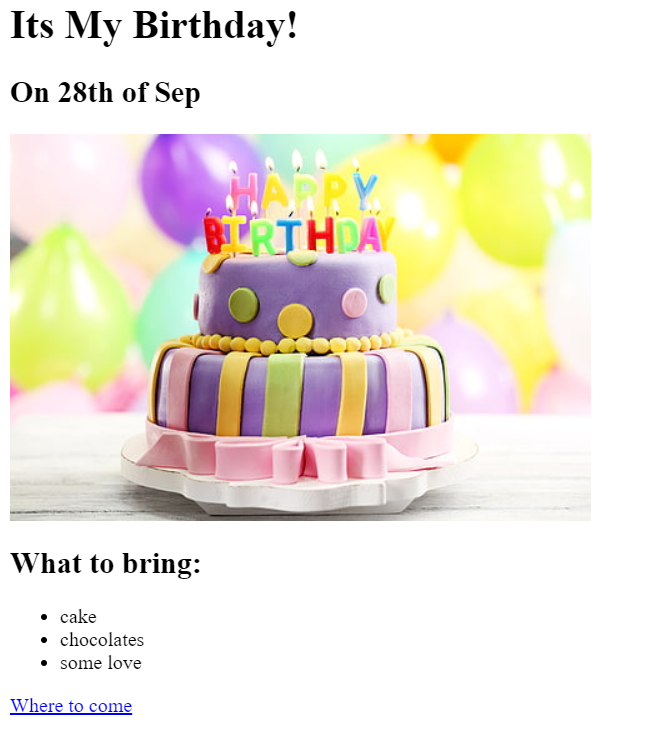 Its My Birthday!
On 28th of Sep
HAPPY
BIRTHDAY
What to bring:
cake
chocolates
some love
Where to come